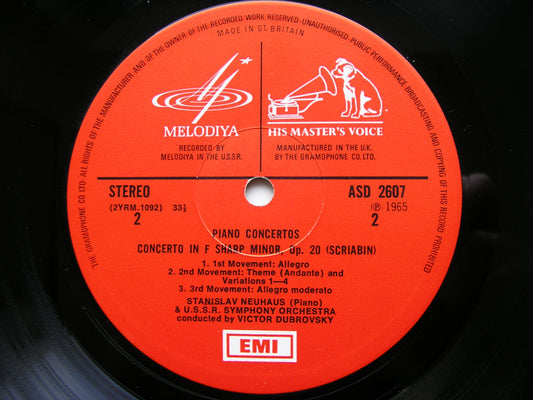 THE GRAMOPHONE CO LTD· ALL RIGHTS OF THE MANUFACTURER AND OF THE OWNER OF THE RECORDED WORK RESERVED·UNAUTHORISED PUBLIC PERFORMANCE BROADCASTING AND COPYING OF THIS RECORD PROHIBITED
MADE IN GT. BRITAIN
MELODIYA
HIS MASTER'S VOICE
RECORDED BY
MELODIYA IN THE U.S.S.R.
MANUFACTURED IN THE U.K.
BY THE GRAMOPHONE CO. LTD.
STEREO
ASD 2607
(2YRM.1092) 33⅓
Ⓟ 1965
2
2
PIANO CONCERTOS
CONCERTO IN F SHARP MINOR, Op. 20 (SCRIABIN)
1. 1st Movement: Allegro
2. 2nd Movement: Theme (Andante) and
Variations 1—4
3. 3rd Movement: Allegro moderato
STANISLAV NEUHAUS (Piano)
& U.S.S.R. SYMPHONY ORCHESTRA
conducted by VICTOR DUBROVSKY
EMI